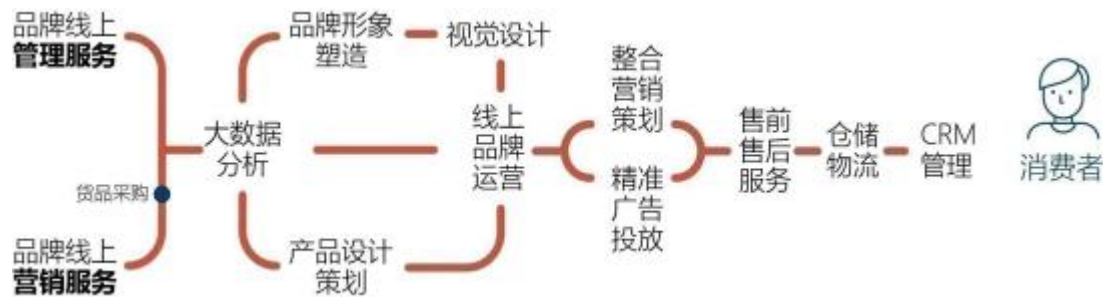 品牌线上
管理服务
货品采购
品牌线上
营销服务
大数据
分析
品牌形象
塑造
视觉设计
产品设计
策划
线上
品牌
运营
整合
营销
策划
精准
广告
投放
售前
售后
服务
仓储
物流
CRM
管理
消费者